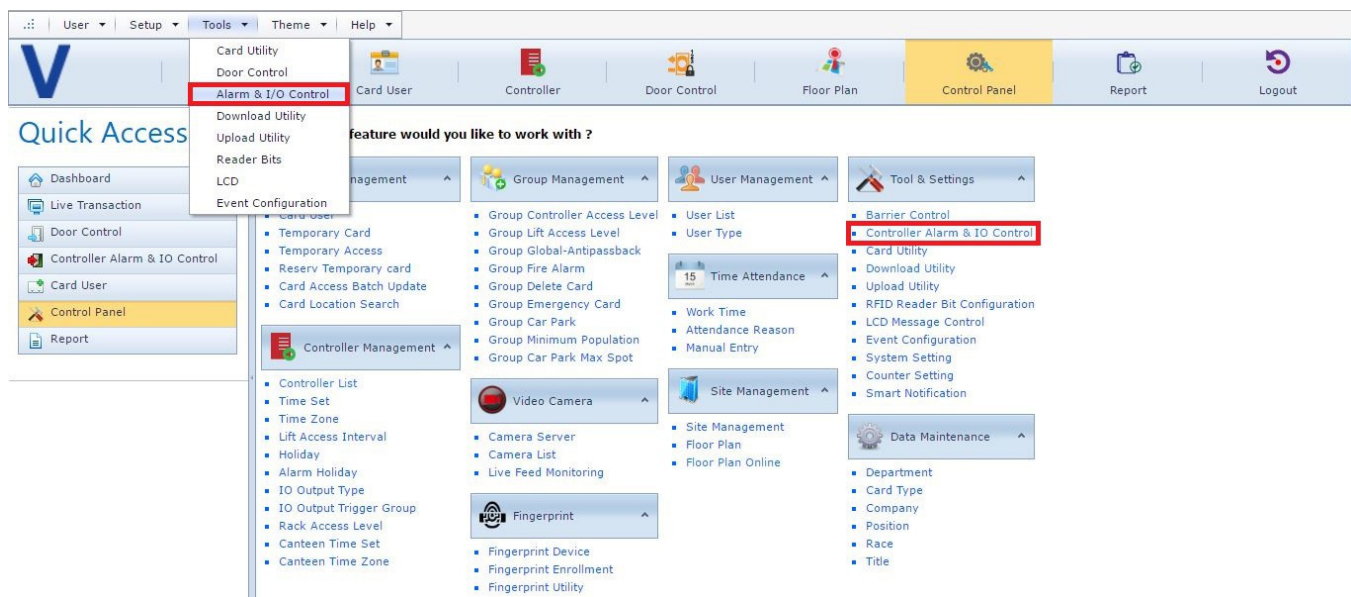 User Setup Tools Theme Help
Card Utility
Door Control
Alarm & I/O Control
Download Utility
Upload Utility
Reader Bits
LCD
Event Configuration
V
Card User
Controller
Door Control
Floor Plan
Control Panel
Report
Logout
Quick Access
feature would you like to work with ?
Dashboard
Live Transaction
Door Control
Controller Alarm & IO Control
Card User
Control Panel
Report
nagement
Card User
Temporary Card
Temporary Access
Reserv Temporary card
Card Access Batch Update
Card Location Search
Controller Management
Controller List
Time Set
Time Zone
Lift Access Interval
Holiday
Alarm Holiday
IO Output Type
IO Output Trigger Group
Rack Access Level
Canteen Time Set
Canteen Time Zone
Group Management
Group Controller Access Level
Group Lift Access Level
Group Global-Antipassback
Group Fire Alarm
Group Delete Card
Group Emergency Card
Group Car Park
Group Minimum Population
Group Car Park Max Spot
Video Camera
Camera Server
Camera List
Live Feed Monitoring
Fingerprint
Fingerprint Device
Fingerprint Enrollment
Fingerprint Utility
User Management
User List
User Type
15
Time Attendance
Work Time
Attendance Reason
Manual Entry
Site Management
Site Management
Floor Plan
Floor Plan Online
Tool & Settings
Barrier Control
Controller Alarm & IO Control
Card Utility
Download Utility
Upload Utility
RFID Reader Bit Configuration
LCD Message Control
Event Configuration
System Setting
Counter Setting
Smart Notification
Data Maintenance
Department
Card Type
Company
Position
Race
Title